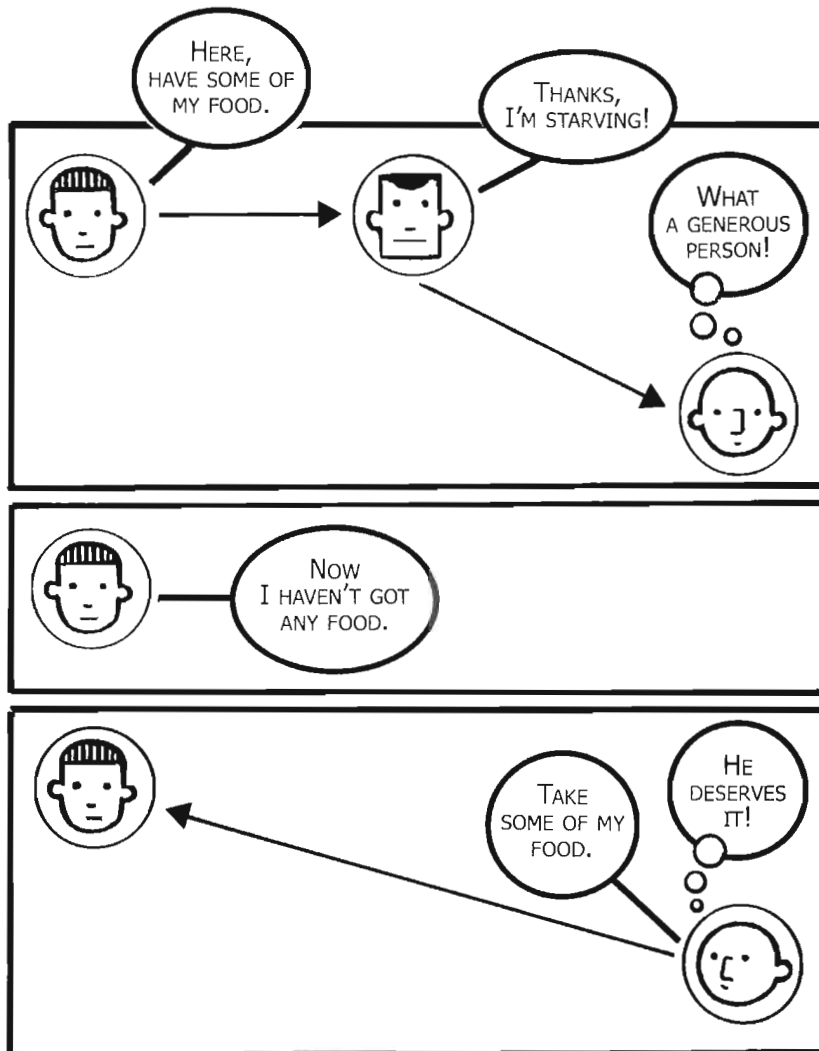 HERE,
HAVE SOME OF
MY FOOD.
THANKS,
I'M STARVING!
WHAT
A GENEROUS
PERSON!
NOW
I HAVEN'T GOT
ANY FOOD.
TAKE
SOME OF MY
FOOD.
HE
DESERVES
IT!